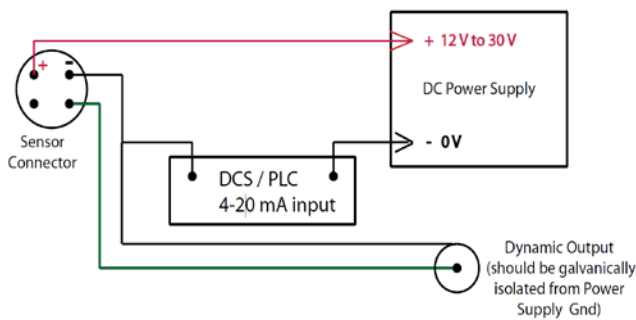 + 12 V to 30 V
+ -
DC Power Supply
Sensor
Connector
- 0V
DCS / PLC
4-20 mA input
Dynamic Output
(should be galvanically
isolated from Power
Supply Gnd)